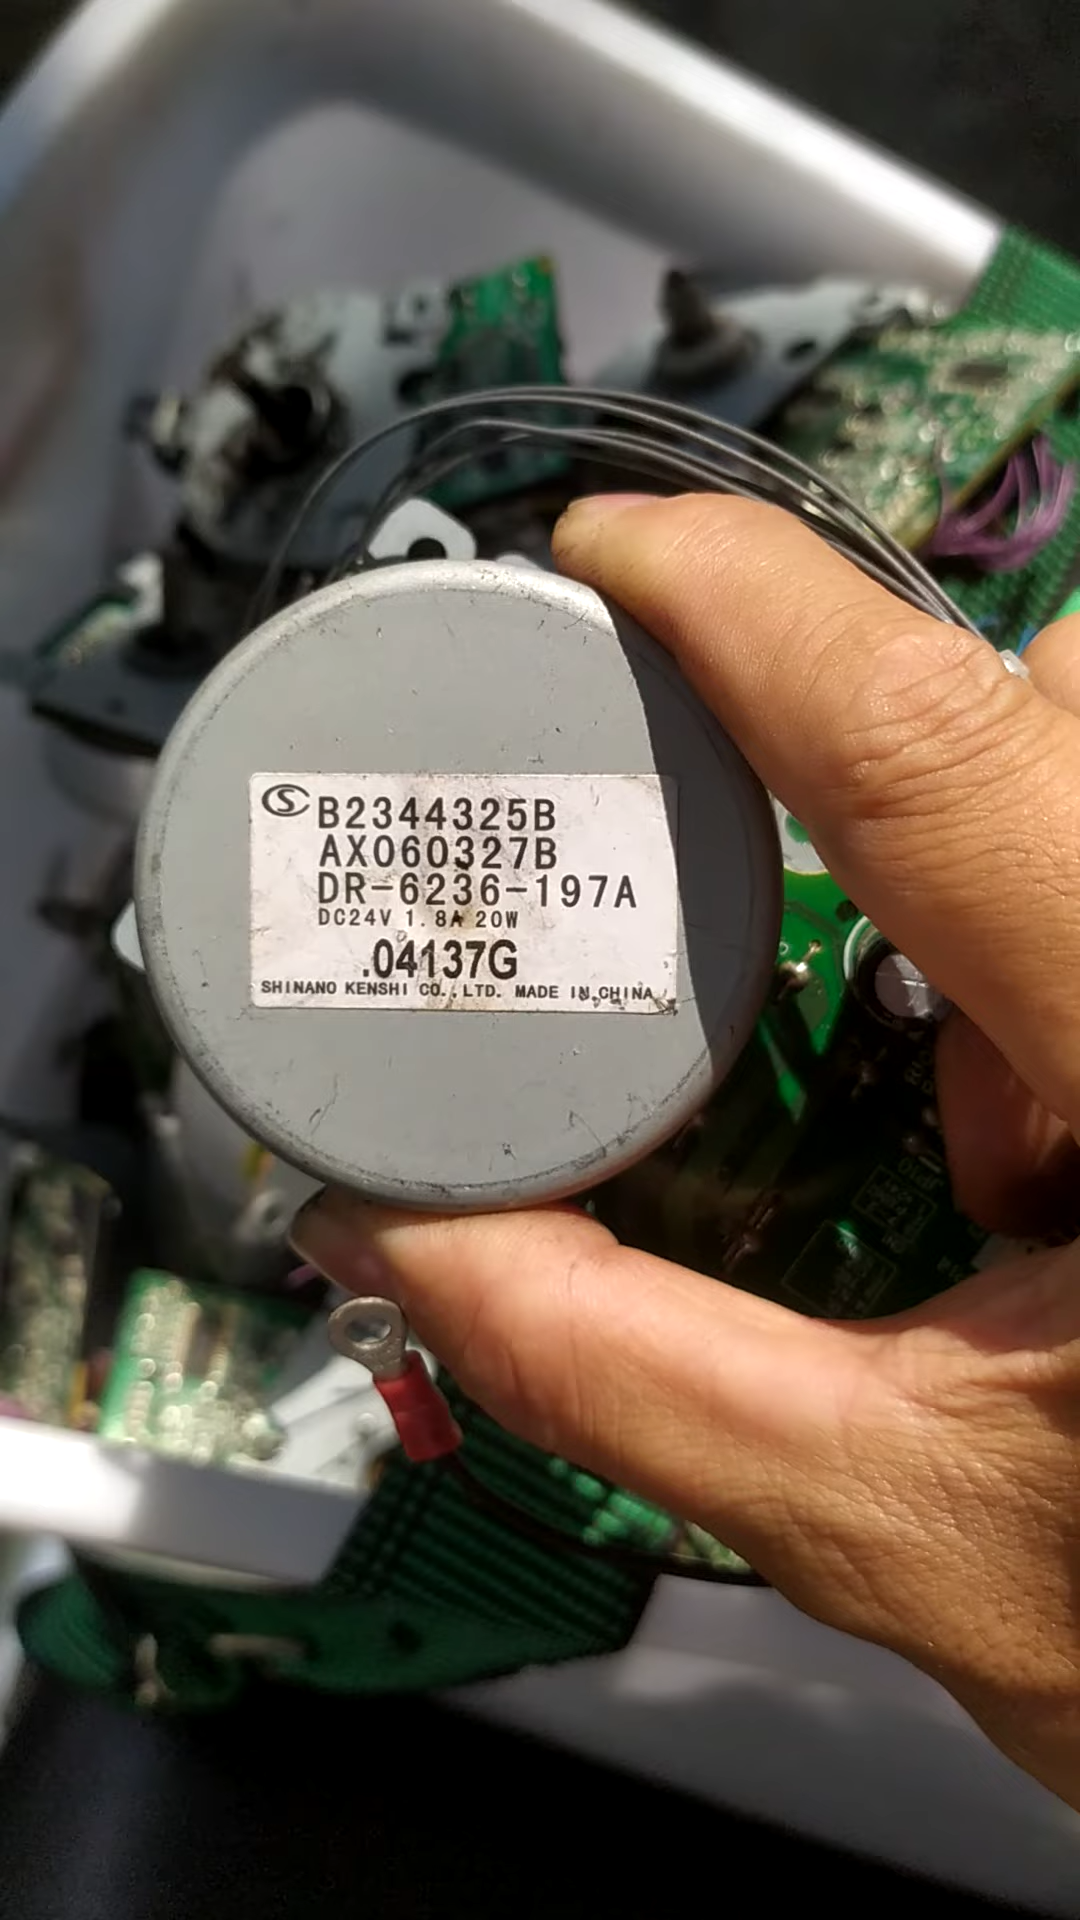 B2344325B
AX060327B
DR-6236-197A
DC24V 1.8A 20W
.04137G
SHINANO KENSHI CO.,LTD. MADE IN CHINA